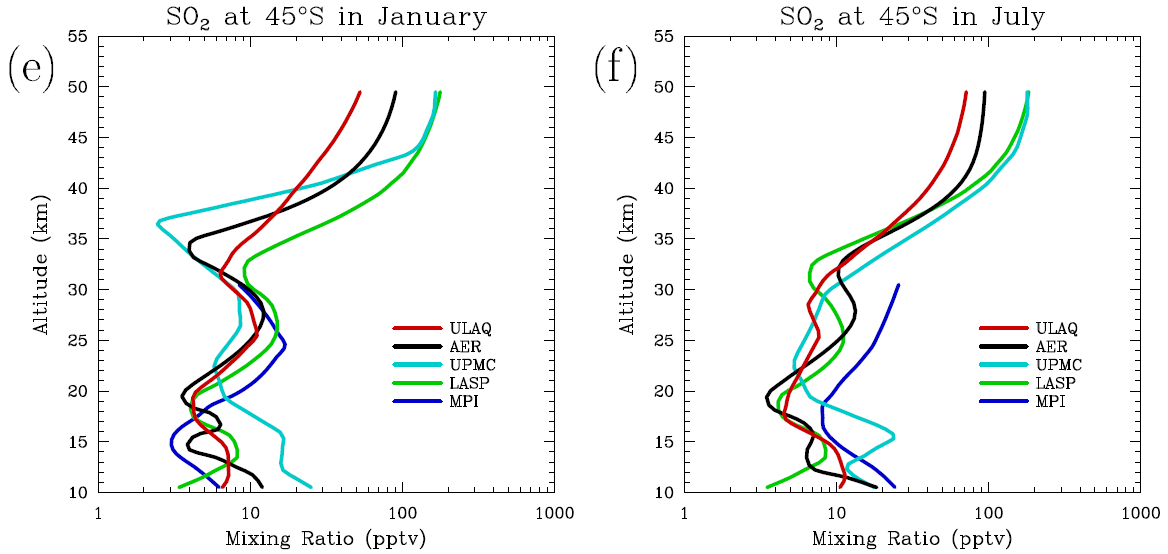 SO₂ at 45°S in January
(e)
55
50
45
40
35
30
25
20
15
10
Altitude (km)
ULAQ
AER
UPMC
LASP
MPI
1 10 100 1000
Mixing Ratio (pptv)
SO₂ at 45°S in July
(f)
55
50
45
40
35
30
25
20
15
10
Altitude (km)
ULAQ
AER
UPMC
LASP
MPI
1 10 100 1000
Mixing Ratio (pptv)